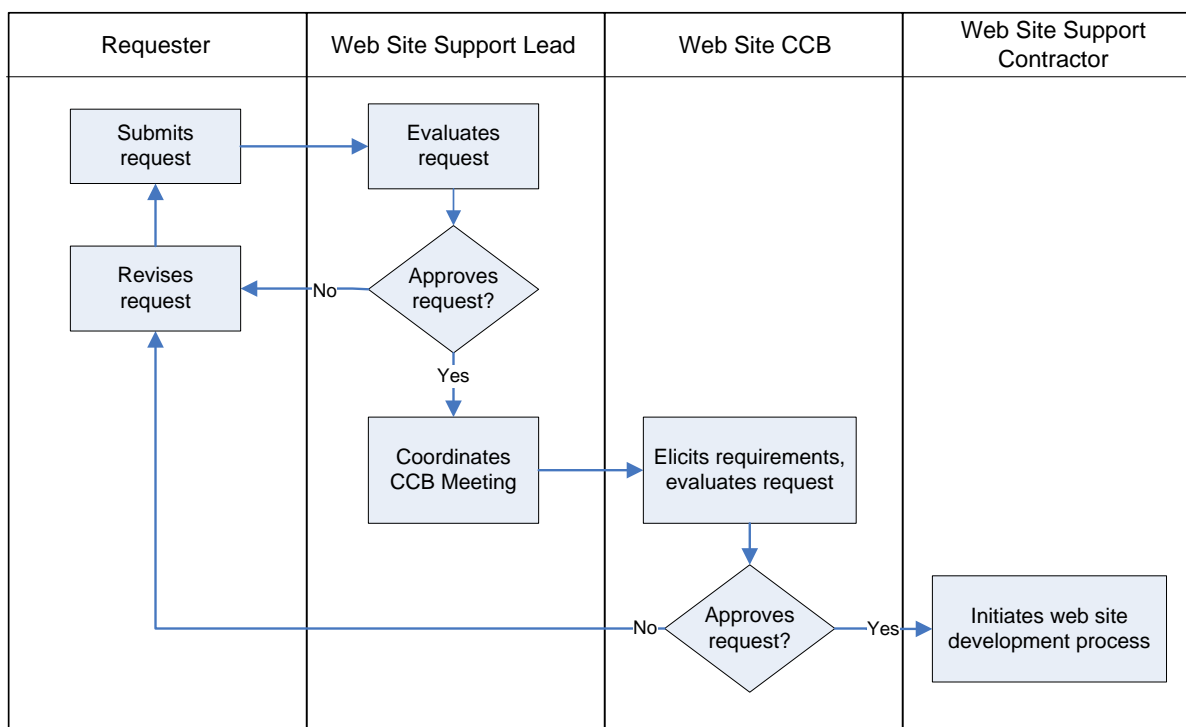 Requester
Web Site Support Lead
Web Site CCB
Web Site Support
Contractor
Submits
request
Evaluates
request
Revises
request
No
Approves
request?
Yes
Coordinates
CCB Meeting
Elicits requirements,
evaluates request
No
Approves
request?
Yes
Initiates web site
development process